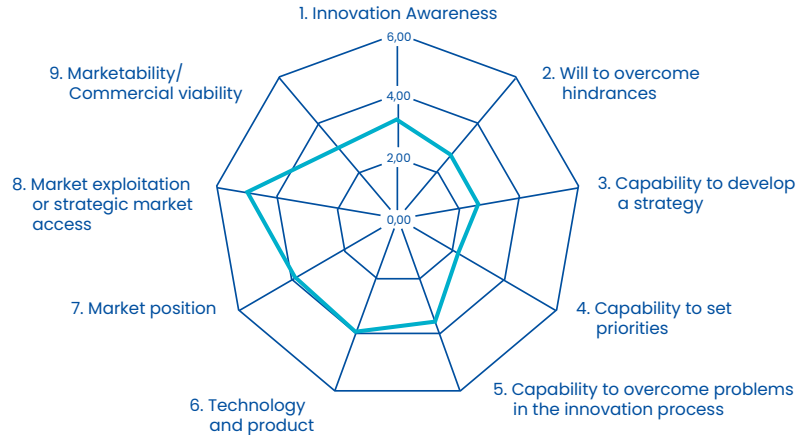 1. Innovation Awareness
6,00
4,00
2,00
0,00
2. Will to overcome
hindrances
3. Capability to develop
a strategy
4. Capability to set
priorities
5. Capability to overcome problems
in the innovation process
6. Technology
and product
7. Market position
8. Market exploitation
or strategic market
access
9. Marketability/
Commercial viability